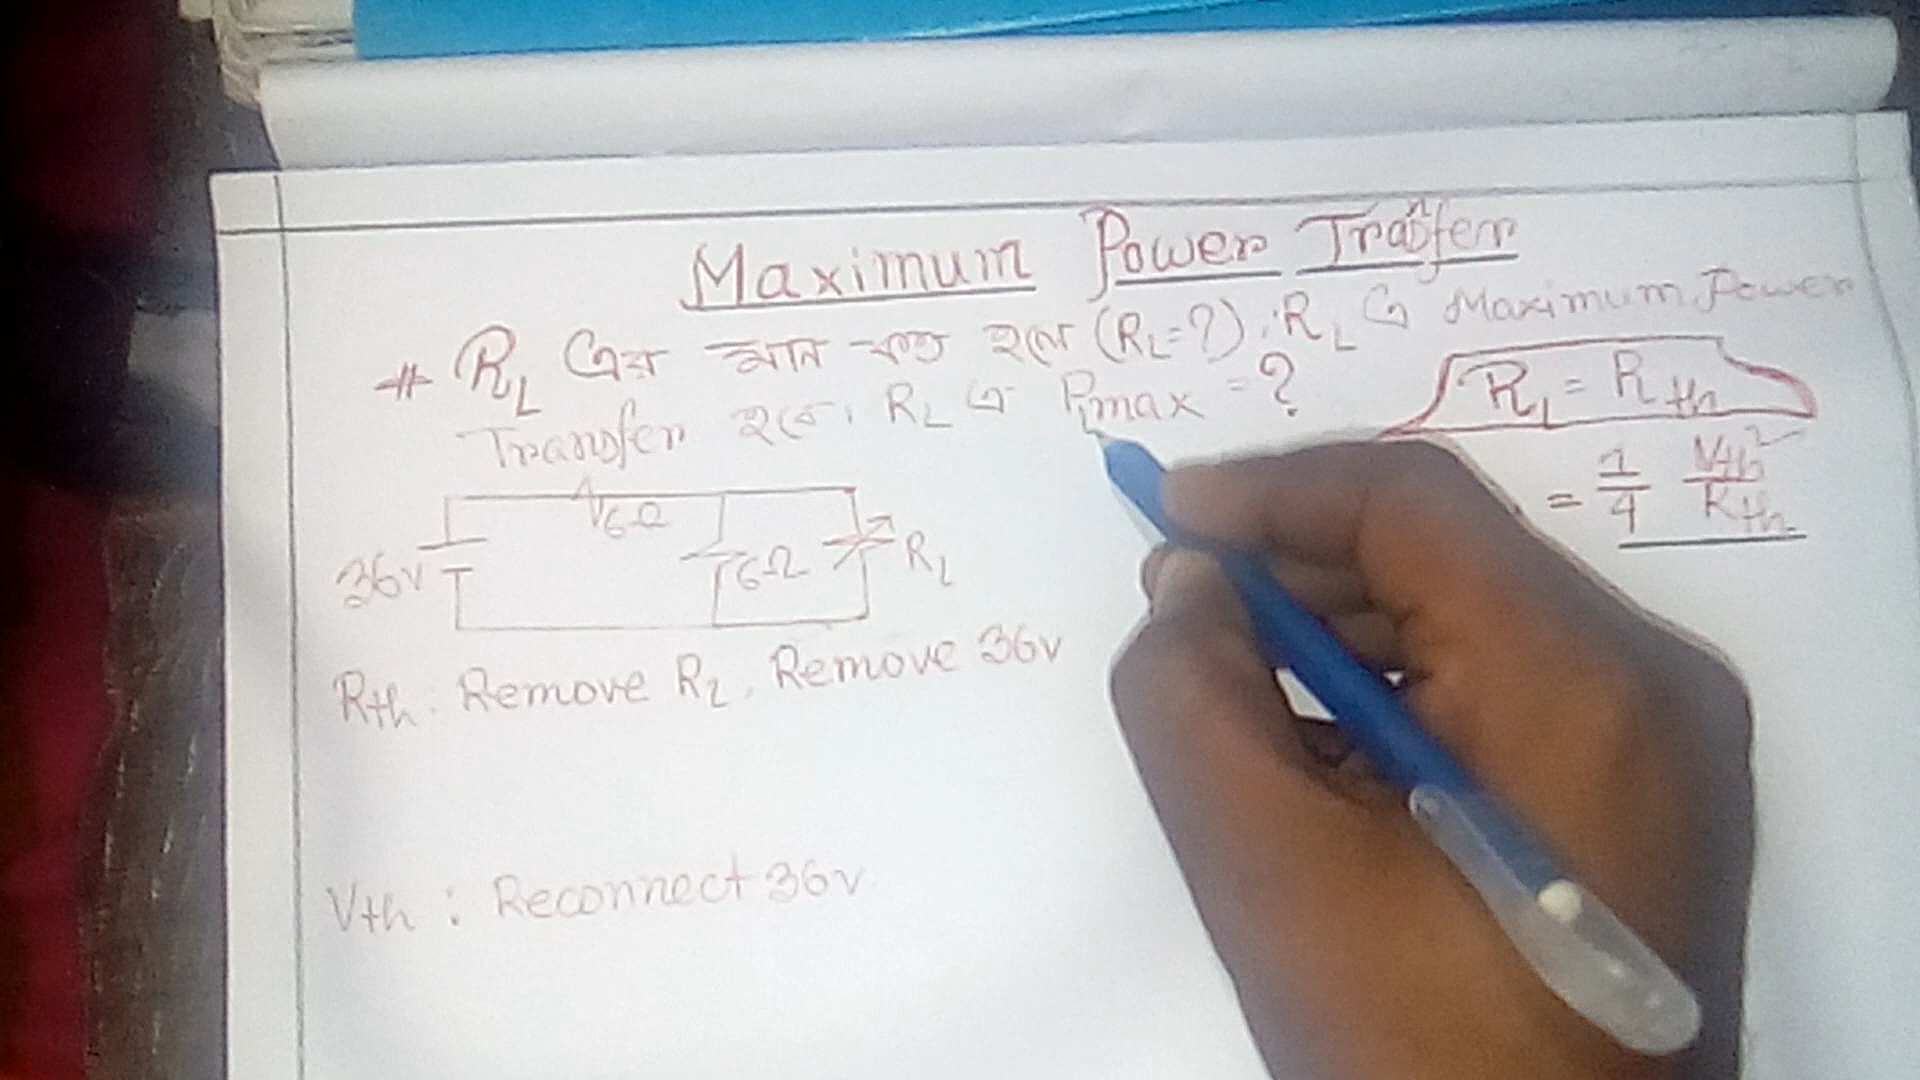 Maximum Power Transfer
# RL এর মান কত হলে (RL=?) RL এ Maximum Power
Transfer হবে। RL এ Pmax = ?
RL = Rth
= 1/4 Vth²/Rth
6Ω
36v
6Ω
RL
Rth : Remove RL, Remove 36v
Vth : Reconnect 36v